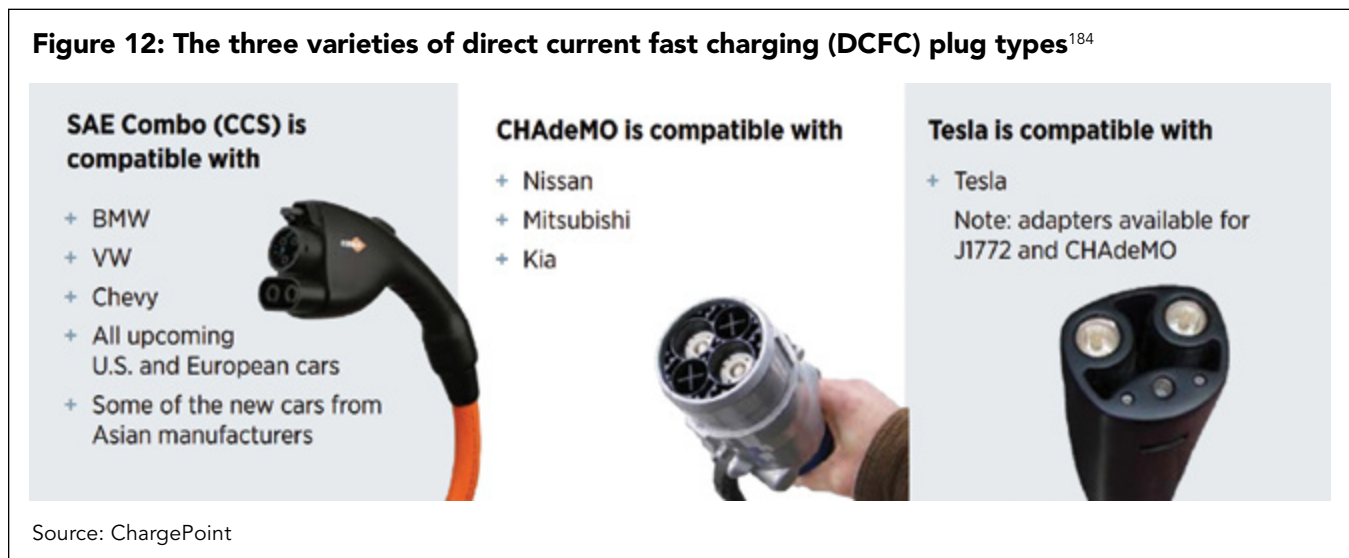 Figure 12: The three varieties of direct current fast charging (DCFC) plug types184
SAE Combo (CCS) is
compatible with
+ BMW
+ VW
+ Chevy
+ All upcoming
U.S. and European cars
+ Some of the new cars from
Asian manufacturers
CHAdeMO is compatible with
+ Nissan
+ Mitsubishi
+ Kia
Tesla is compatible with
+ Tesla
Note: adapters available for
J1772 and CHAdeMO
Source: ChargePoint